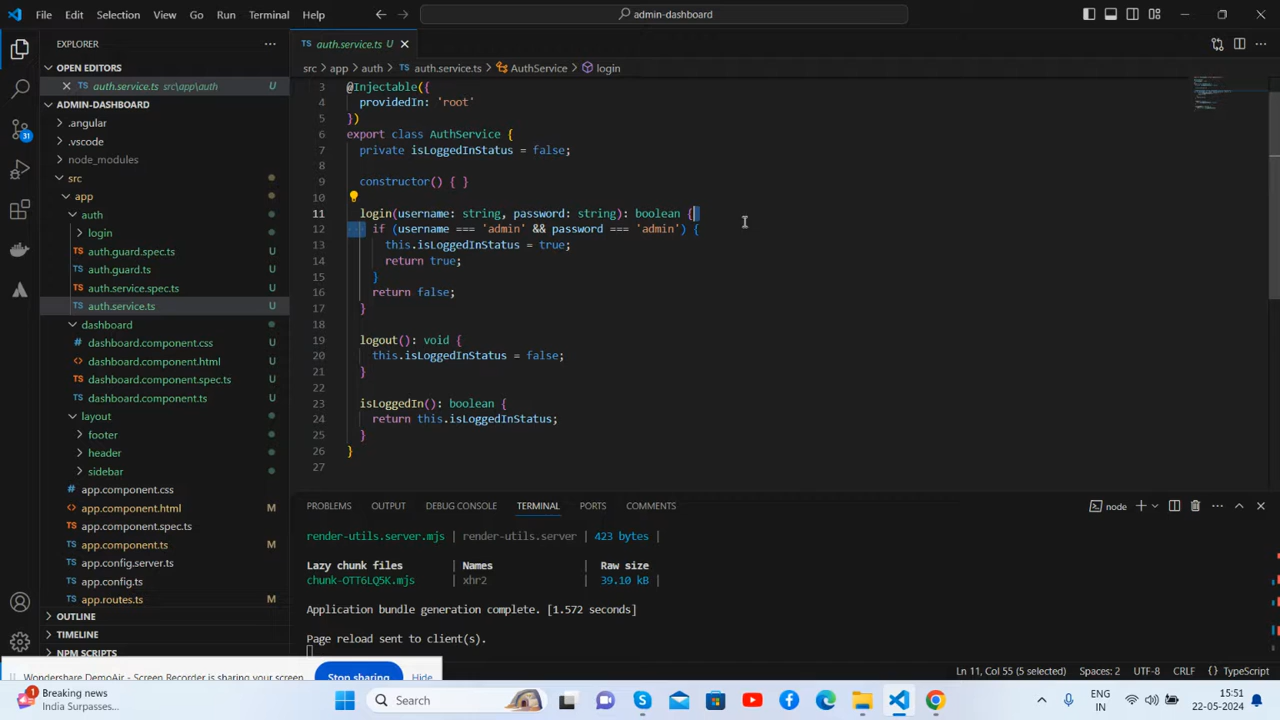 File Edit Selection View Go Run Terminal Help
admin-dashboard
EXPLORER
OPEN EDITORS
TS auth.service.ts src\app\auth U
ADMIN-DASHBOARD
.angular
.vscode
node_modules
src
app
auth
login
auth.guard.spec.ts U
TS auth.guard.ts U
auth.service.spec.ts U
TS auth.service.ts U
dashboard
dashboard.component.css U
dashboard.component.html U
dashboard.component.spec.ts U
TS dashboard.component.ts U
layout
footer
header
sidebar
app.component.css
app.component.html M
app.component.spec.ts
TS app.component.ts M
TS app.config.server.ts
TS app.config.ts
TS app.routes.ts M
OUTLINE
TIMELINE
NPM SCRIPTS
31
TS auth.service.ts U
src > app > auth > TS auth.service.ts > AuthService > login
3 @Injectable({
4 providedIn: 'root'
5 })
6 export class AuthService {
7 private isLoggedInStatus = false;
8
9 constructor() { }
10
11 login(username: string, password: string): boolean {
12 if (username === 'admin' && password === 'admin') {
13 this.isLoggedInStatus = true;
14 return true;
15 }
16 return false;
17 }
18
19 logout(): void {
20 this.isLoggedInStatus = false;
21 }
22
23 isLoggedIn(): boolean {
24 return this.isLoggedInStatus;
25 }
26 }
27
PROBLEMS OUTPUT DEBUG CONSOLE TERMINAL PORTS COMMENTS
node
render-utils.server.mjs | render-utils.server | 423 bytes |
Lazy chunk files | Names | Raw size
chunk-OTT6LQ5K.mjs | xhr2 | 39.10 kB |
Application bundle generation complete. [1.572 seconds]
Page reload sent to client(s).
Wondershare DemoAir - Screen Recorder is sharing your screen. Stop sharing Hide
Ln 11, Col 55 (5 selected) Spaces: 2 UTF-8 CRLF {} TypeScript
1
Breaking news
India Surpasses...
Search
ENG
IN
15:51
22-05-2024